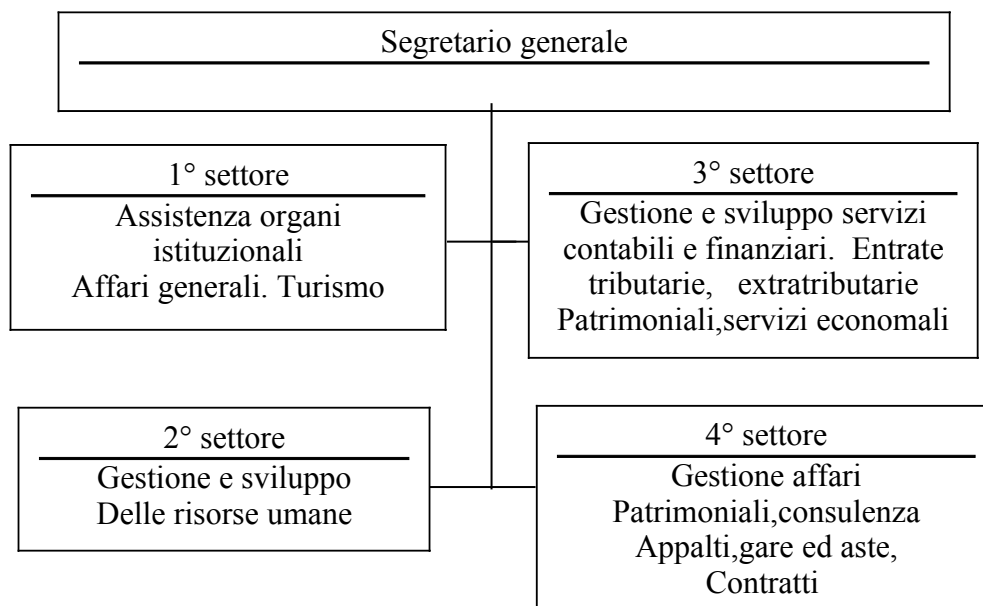 Segretario generale
1° settore
Assistenza organi
istituzionali
Affari generali. Turismo
3° settore
Gestione e sviluppo servizi
contabili e finanziari.  Entrate
tributarie,   extratributarie
Patrimoniali,servizi economali
2° settore
Gestione e sviluppo
Delle risorse umane
4° settore
Gestione affari
Patrimoniali,consulenza
Appalti,gare ed aste,
Contratti